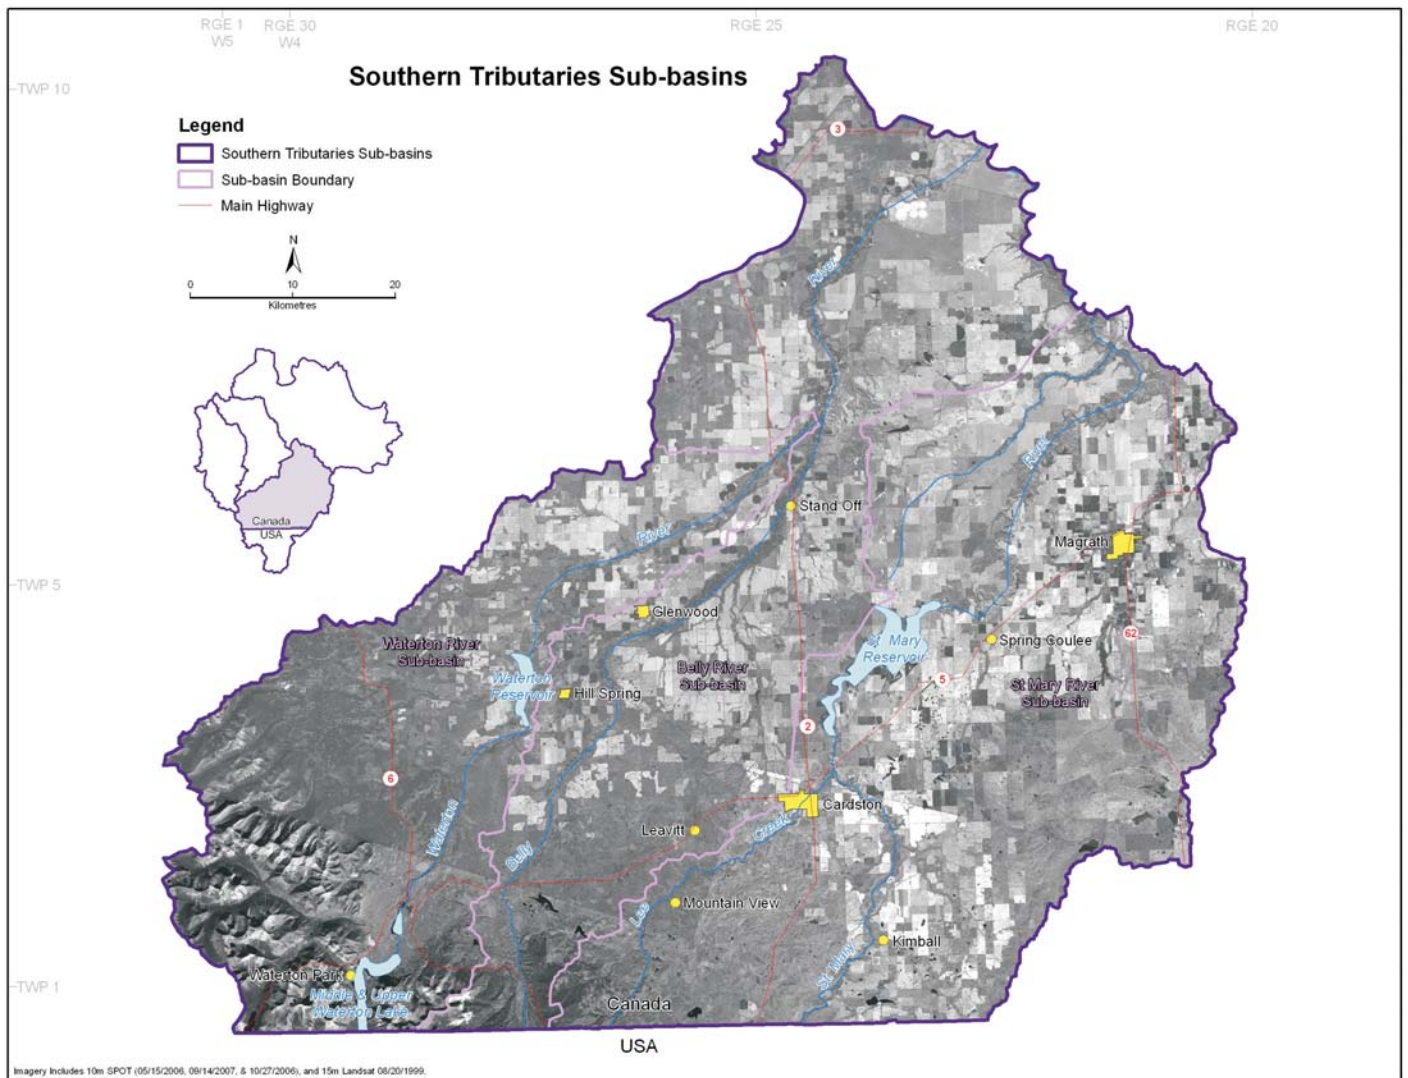 RGE 1
W5
RGE 30
W4
RGE 25
RGE 20
TWP 10
Southern Tributaries Sub-basins
Legend
Southern Tributaries Sub-basins
Sub-basin Boundary
Main Highway
N
0 10 20
Kilometres
3
River
Canada
USA
River
Stand Off
River
Magrath
TWP 5
Glenwood
62
Waterton River
Sub-basin
St. Mary
Reservoir
Spring Coulee
Belly River
Sub-basin
Waterton
Reservoir
Hill Spring
5
St Mary River
Sub-basin
2
6
Cardston
Waterton
Leavitt
Creek
Belly
Mountain View
Lee
Kimball
St. Mary
Waterton Park
TWP 1
Middle & Upper
Waterton Lake
Canada
USA
Imagery Includes 10m SPOT (05/15/2006, 09/14/2007, & 10/27/2006), and 15m Landsat 08/20/1999.